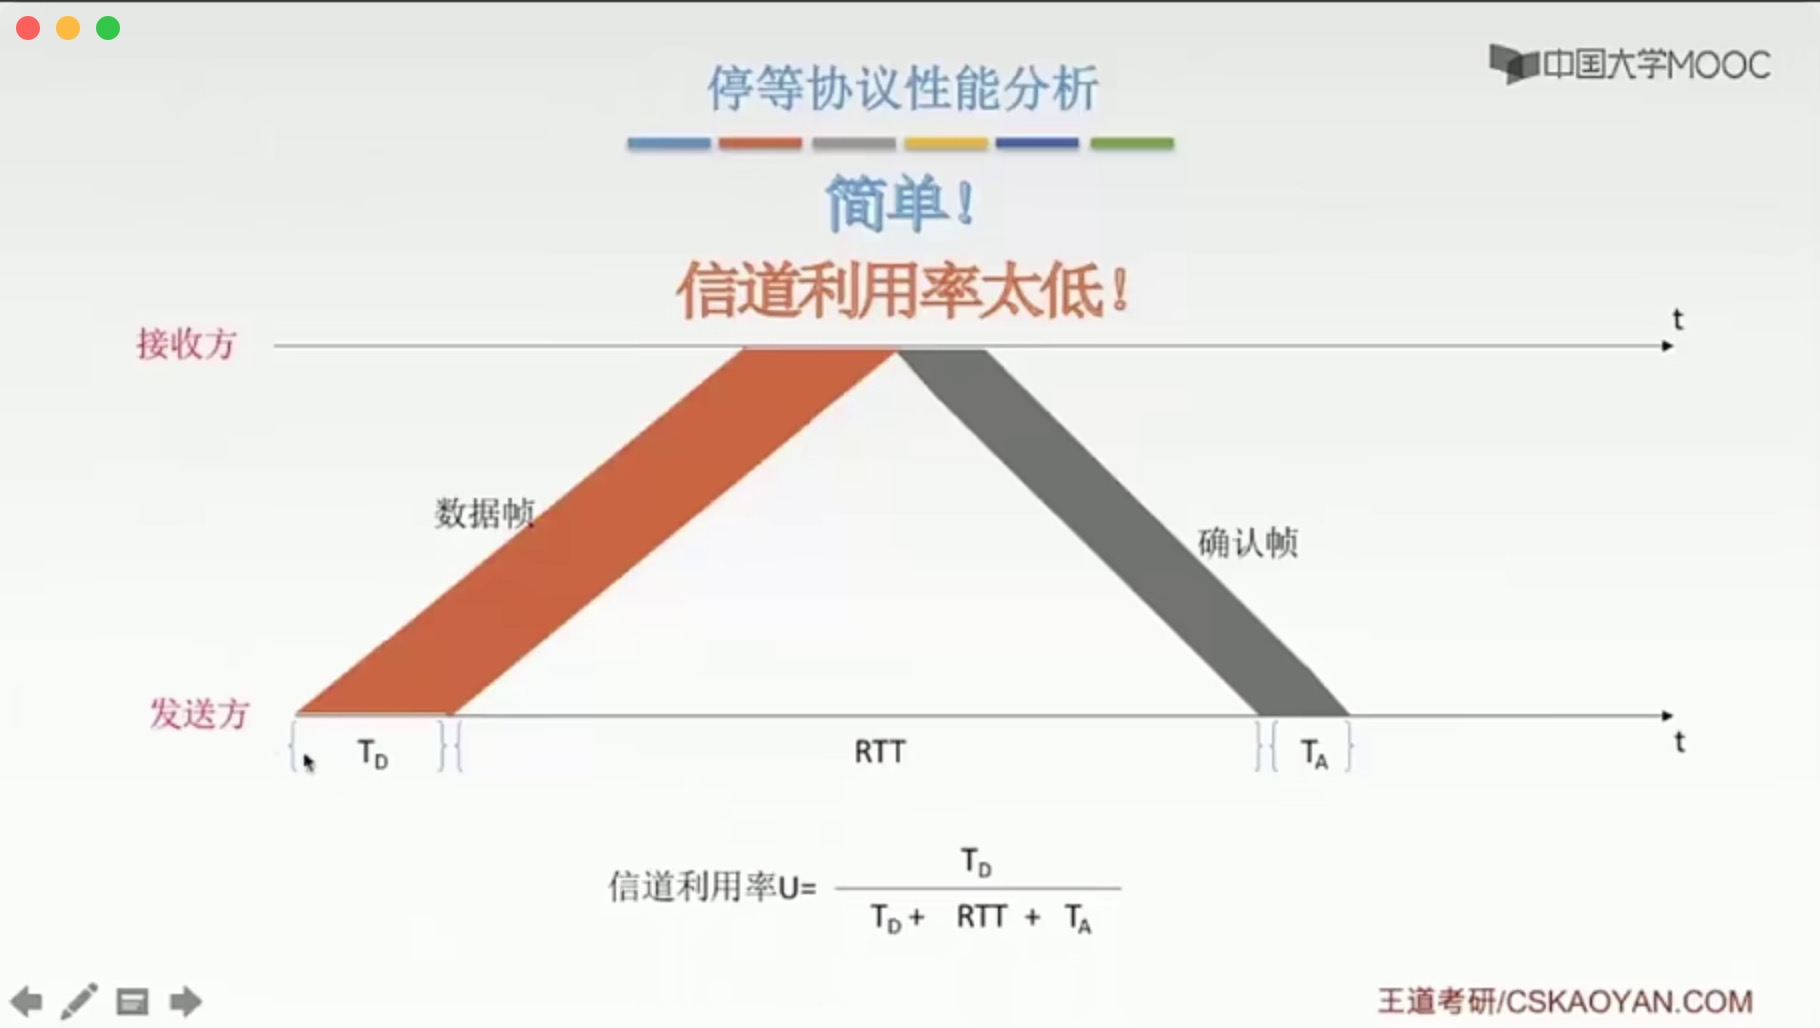 中国大学MOOC
停等协议性能分析
简单！
信道利用率太低！
接收方
t
数据帧
确认帧
发送方
t
T_D
RTT
T_A
信道利用率U=
T_D
T_D + RTT + T_A
王道考研/CSKAOYAN.COM